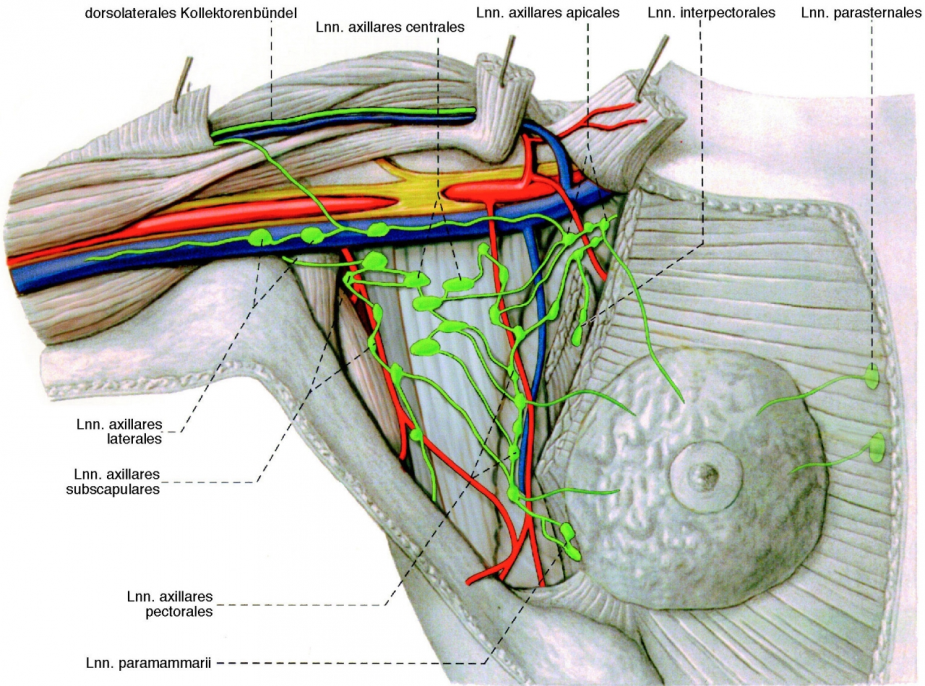 dorsolaterales Kollektorenbündel
Lnn. axillares centrales
Lnn. axillares apicales
Lnn. interpectorales
Lnn. parasternales
Lnn. axillares
laterales
Lnn. axillares
subscapulares
Lnn. axillares
pectorales
Lnn. paramammarii